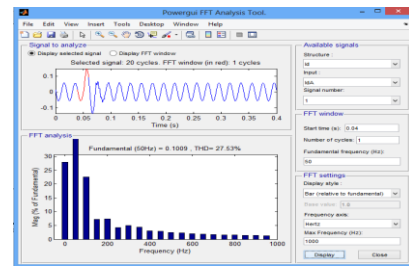 Powergui FFT Analysis Tool.
File Edit View Insert Tools Desktop Window Help
Signal to analyze
Display selected signal Display FFT window
Selected signal: 20 cycles. FFT window (in red): 1 cycles
0.1
0
-0.1
0 0.05 0.1 0.15 0.2 0.25 0.3 0.35 0.4
Time (s)
FFT analysis
Fundamental (50Hz) = 0.1009 , THD= 27.53%
Mag (% of Fundamental)
30
25
20
15
10
5
0
0 200 400 600 800 1000
Frequency (Hz)
Available signals
Structure :
Input :
Signal number:
1
FFT window
Start time (s): 0.04
Number of cycles: 1
Fundamental frequency (Hz):
50
FFT settings
Display style :
Bar (relative to fundamental)
Base value : 1.0
Frequency axis:
Hertz
Max Frequency (Hz):
1000
Display Close